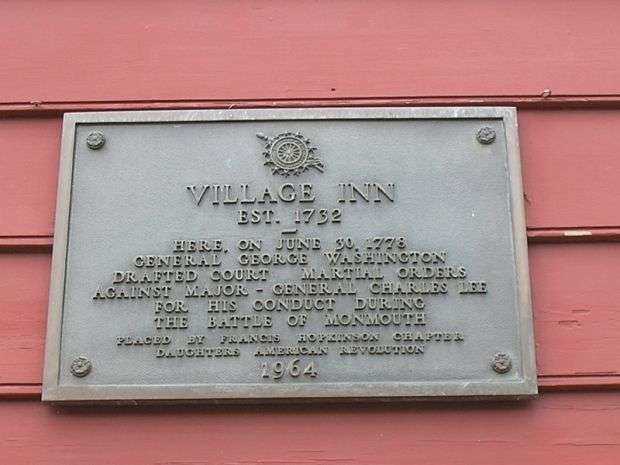 VILLAGE INN
EST. 1732
HERE, ON JUNE 30, 1778
GENERAL GEORGE WASHINGTON
DRAFTED COURT - MARTIAL ORDERS
AGAINST MAJOR - GENERAL CHARLES LEE
FOR HIS CONDUCT DURING
THE BATTLE OF MONMOUTH
PLACED BY FRANCIS HOPKINSON CHAPTER
DAUGHTERS AMERICAN REVOLUTION
1964